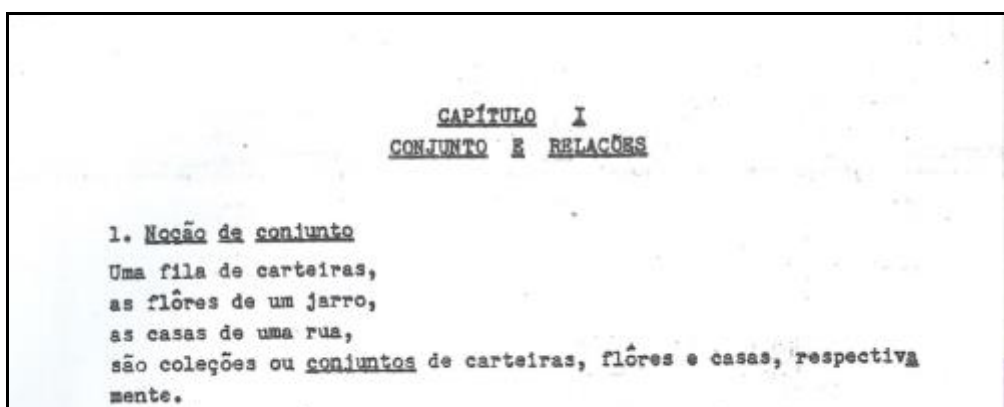 CAPÍTULO I
CONJUNTO E RELAÇÕES
1. Noção de conjunto
Uma fila de carteiras,
as flôres de um jarro,
as casas de uma rua,
são coleções ou conjuntos de carteiras, flôres e casas, respectiva
mente.